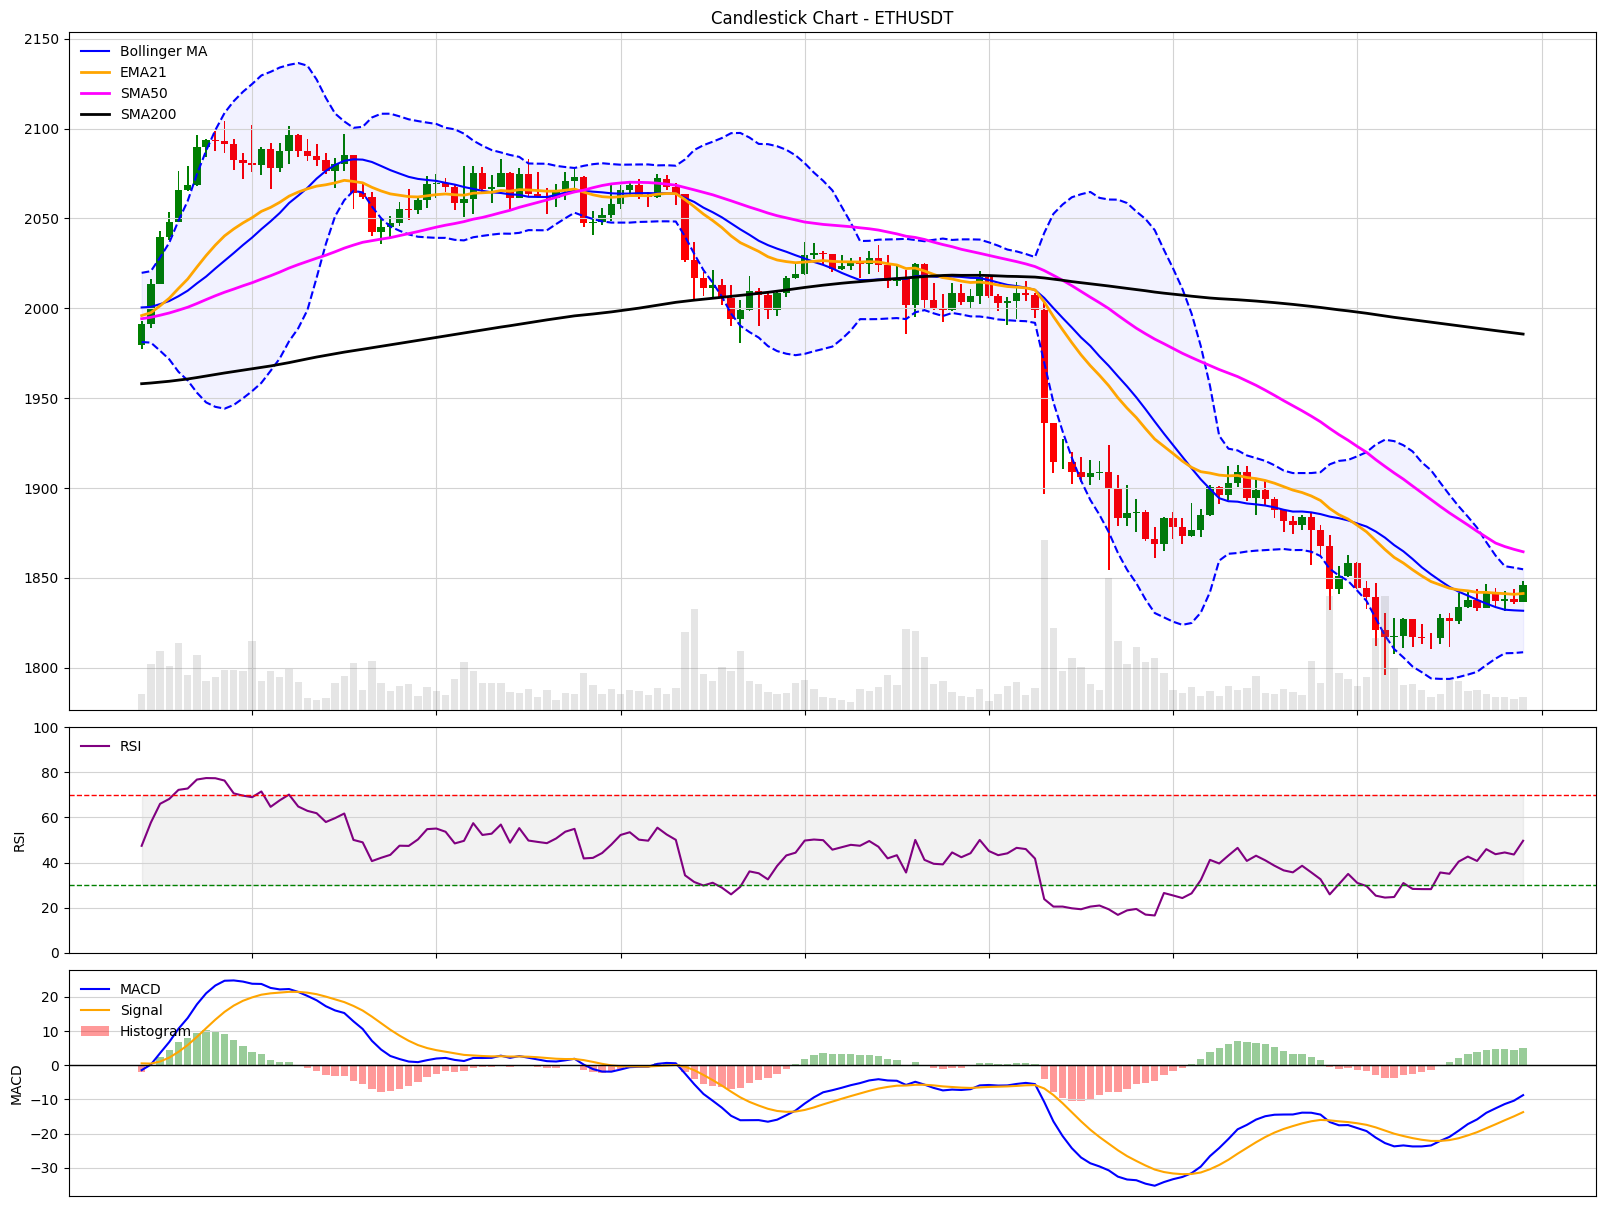 Candlestick Chart - ETHUSDT
2150
2100
2050
2000
1950
1900
1850
1800
Bollinger MA
EMA21
SMA50
SMA200
100
80
60
40
20
0
RSI
RSI
20
10
0
−10
−20
−30
MACD
MACD
Signal
Histogram